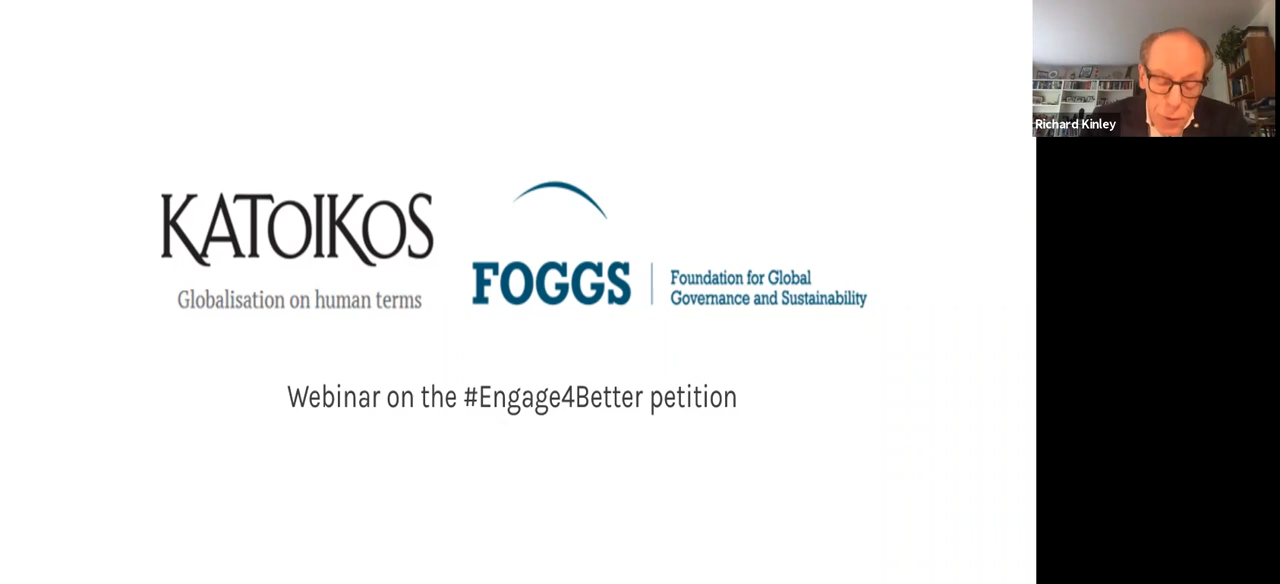 KATOIKOS
Globalisation on human terms
FOGGS
Foundation for Global
Governance and Sustainability
Webinar on the #Engage4Better petition
Richard Kinley